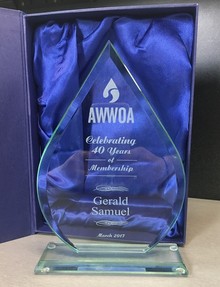 AWWOA
Celebrating
40 Years
of
Membership
Gerald
Samuel
March 2017